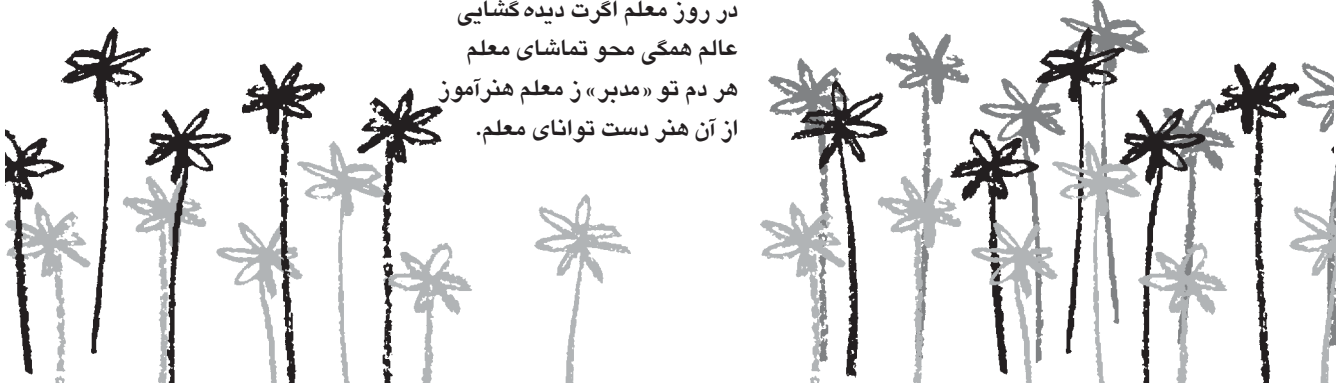 در روز معلم اگرت دیده گشایی
عالم همگی محو تماشای معلم
هر دم تو «مدبر» ز معلم هنرآموز
از آن هنر دست توانای معلم.